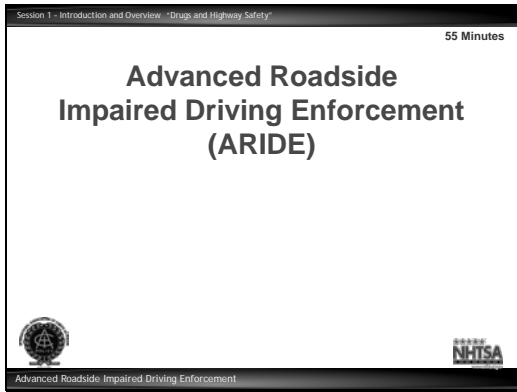 Session 1 - Introduction and Overview "Drugs and Highway Safety"
55 Minutes
Advanced Roadside
Impaired Driving Enforcement
(ARIDE)
NHTSA
Advanced Roadside Impaired Driving Enforcement